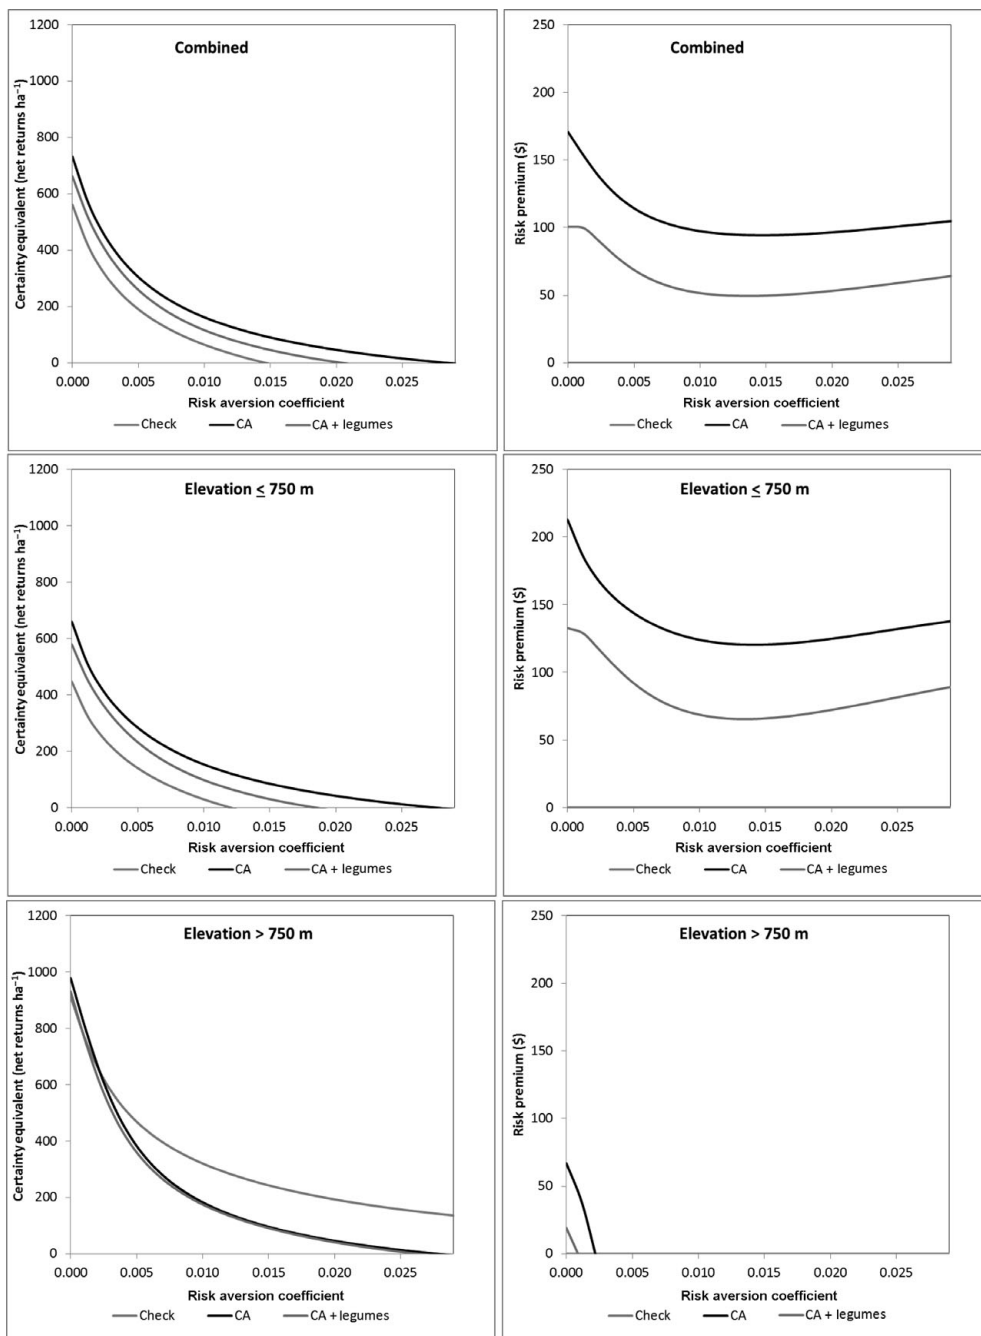 Combined
Certainty equivalent (net returns ha⁻¹)
1200
1000
800
600
400
200
0
0.000 0.005 0.010 0.015 0.020 0.025
Risk aversion coefficient
Check CA CA + legumes
Combined
Risk premium ($)
250
200
150
100
50
0
0.000 0.005 0.010 0.015 0.020 0.025
Risk aversion coefficient
Check CA CA + legumes
Elevation ≤ 750 m
Certainty equivalent (net returns ha⁻¹)
1200
1000
800
600
400
200
0
0.000 0.005 0.010 0.015 0.020 0.025
Risk aversion coefficient
Check CA CA + legumes
Elevation ≤ 750 m
Risk premium ($)
250
200
150
100
50
0
0.000 0.005 0.010 0.015 0.020 0.025
Risk aversion coefficient
Check CA CA + legumes
Elevation > 750 m
Certainty equivalent (net returns ha⁻¹)
1200
1000
800
600
400
200
0
0.000 0.005 0.010 0.015 0.020 0.025
Risk aversion coefficient
Check CA CA + legumes
Elevation > 750 m
Risk premium ($)
250
200
150
100
50
0
0.000 0.005 0.010 0.015 0.020 0.025
Risk aversion coefficient
Check CA CA + legumes